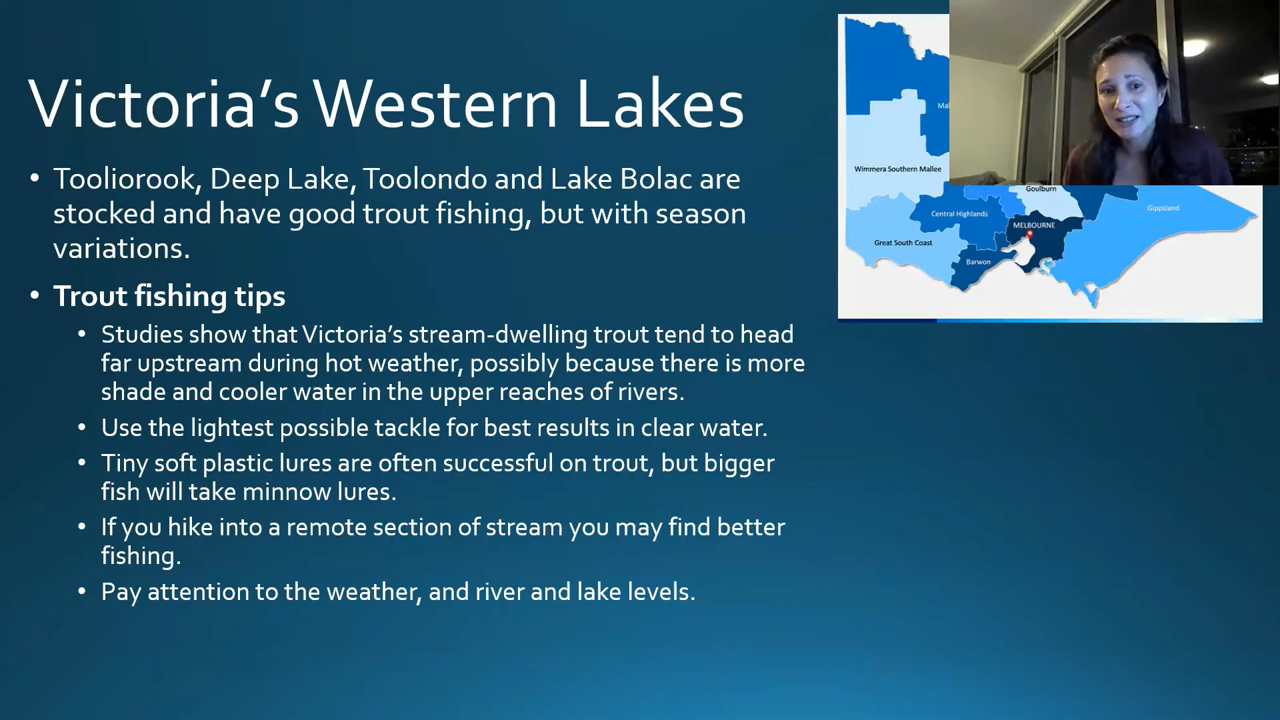 Victoria's Western Lakes
• Tooliorook, Deep Lake, Toolondo and Lake Bolac are
stocked and have good trout fishing, but with season
variations.
• Trout fishing tips
• Studies show that Victoria's stream-dwelling trout tend to head
far upstream during hot weather, possibly because there is more
shade and cooler water in the upper reaches of rivers.
• Use the lightest possible tackle for best results in clear water.
• Tiny soft plastic lures are often successful on trout, but bigger
fish will take minnow lures.
• If you hike into a remote section of stream you may find better
fishing.
• Pay attention to the weather, and river and lake levels.
Wimmera Southern Mallee
Goulburn
Central Highlands
Gippsland
MELBOURNE
Great South Coast
Barwon